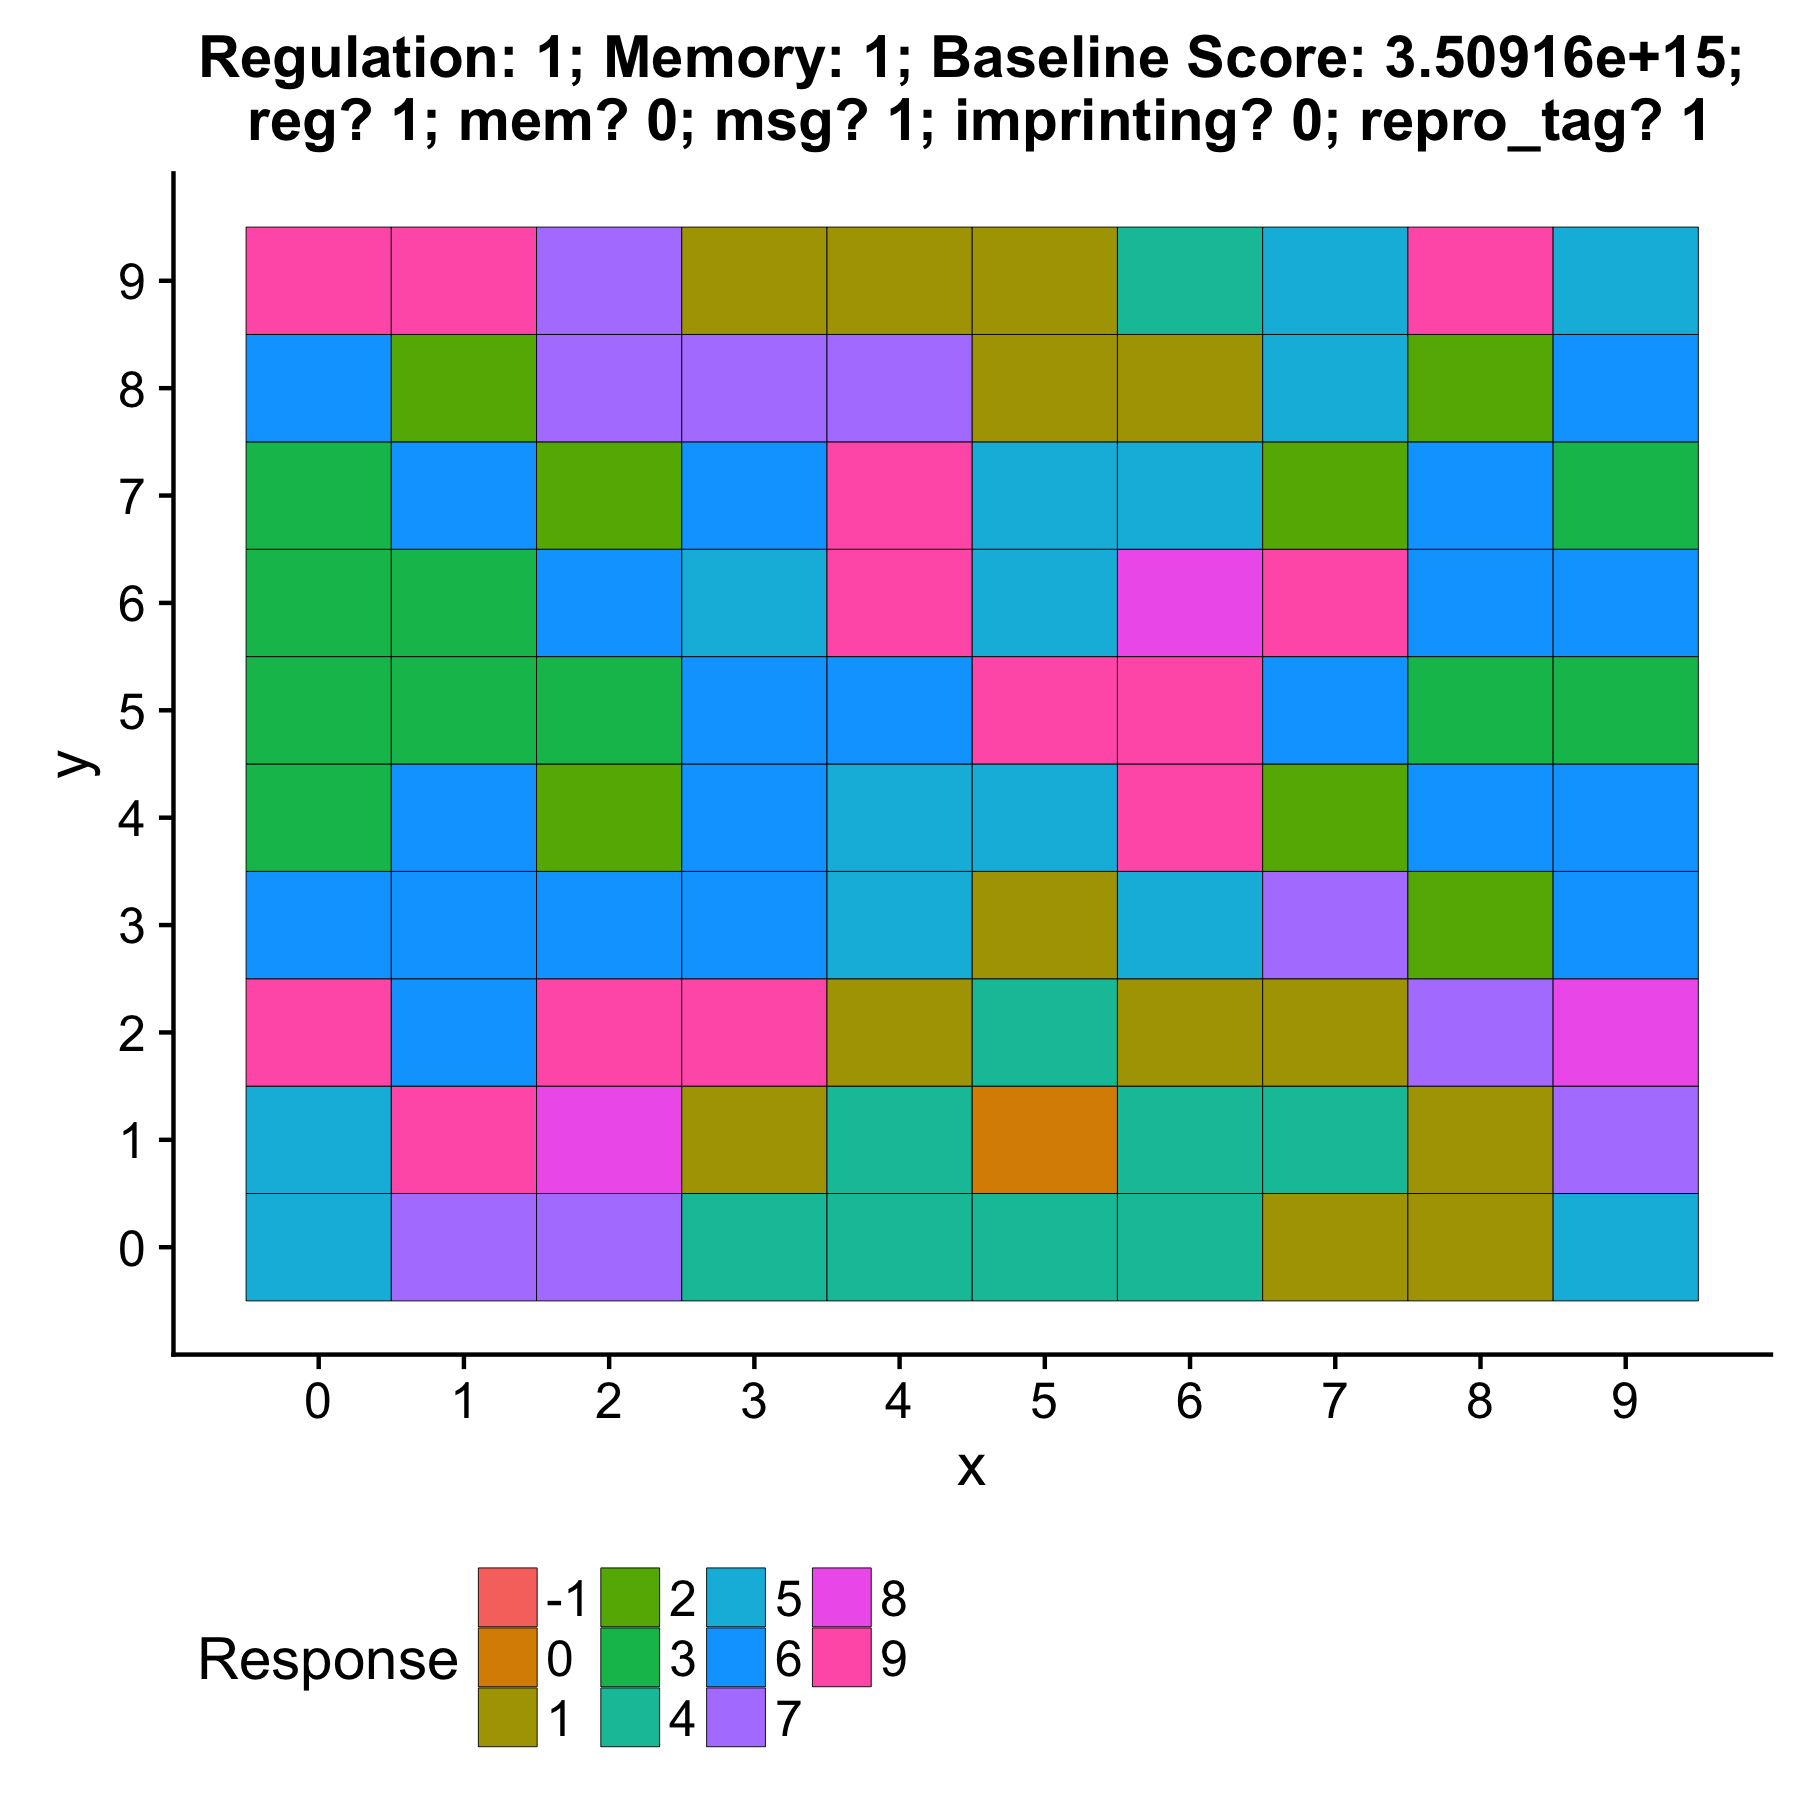 Regulation: 1; Memory: 1; Baseline Score: 3.50916e+15;
reg? 1; mem? 0; msg? 1; imprinting? 0; repro_tag? 1
9
8
7
6
5
4
3
2
1
0
y
0 1 2 3 4 5 6 7 8 9
x
Response
-1 2 5 8
0 3 6 9
1 4 7